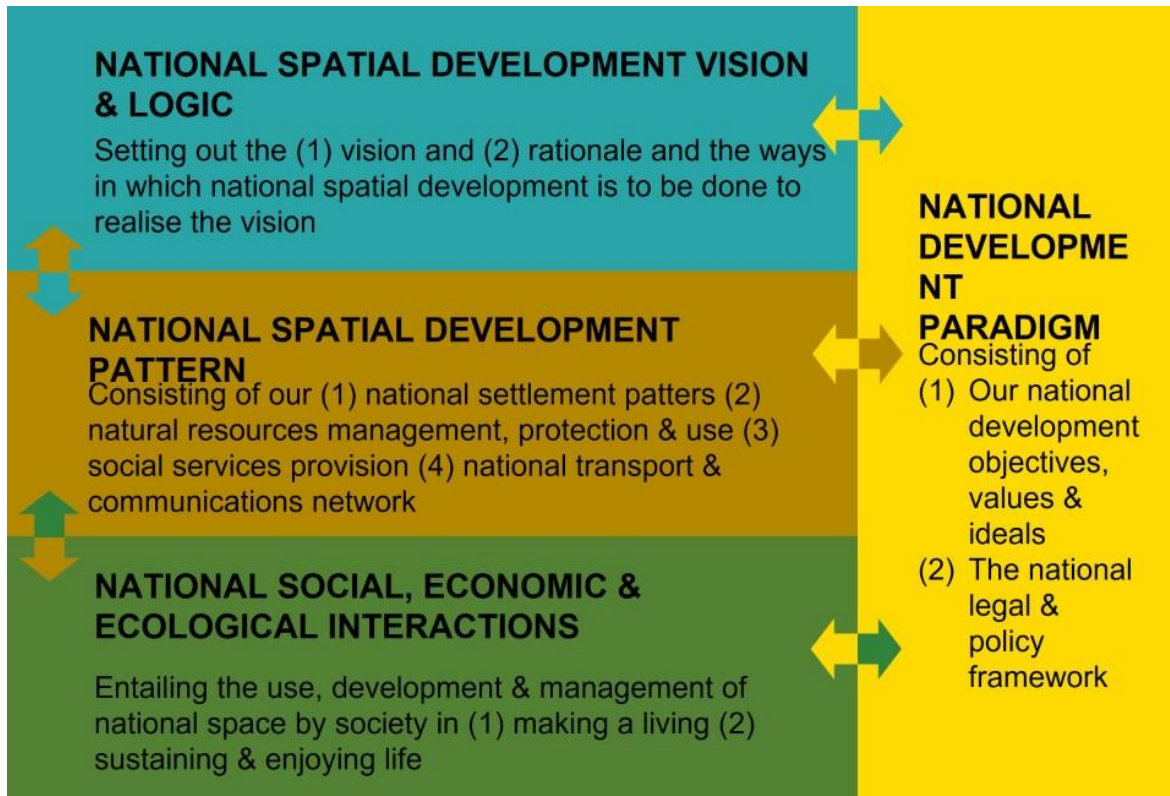 NATIONAL SPATIAL DEVELOPMENT VISION
& LOGIC
Setting out the (1) vision and (2) rationale and the ways
in which national spatial development is to be done to
realise the vision
NATIONAL SPATIAL DEVELOPMENT
PATTERN
Consisting of our (1) national settlement patters (2)
natural resources management, protection & use (3)
social services provision (4) national transport &
communications network
NATIONAL SOCIAL, ECONOMIC &
ECOLOGICAL INTERACTIONS
Entailing the use, development & management of
national space by society in (1) making a living (2)
sustaining & enjoying life
NATIONAL
DEVELOPME
NT
PARADIGM
Consisting of
(1) Our national
development
objectives,
values &
ideals
(2) The national
legal &
policy
framework